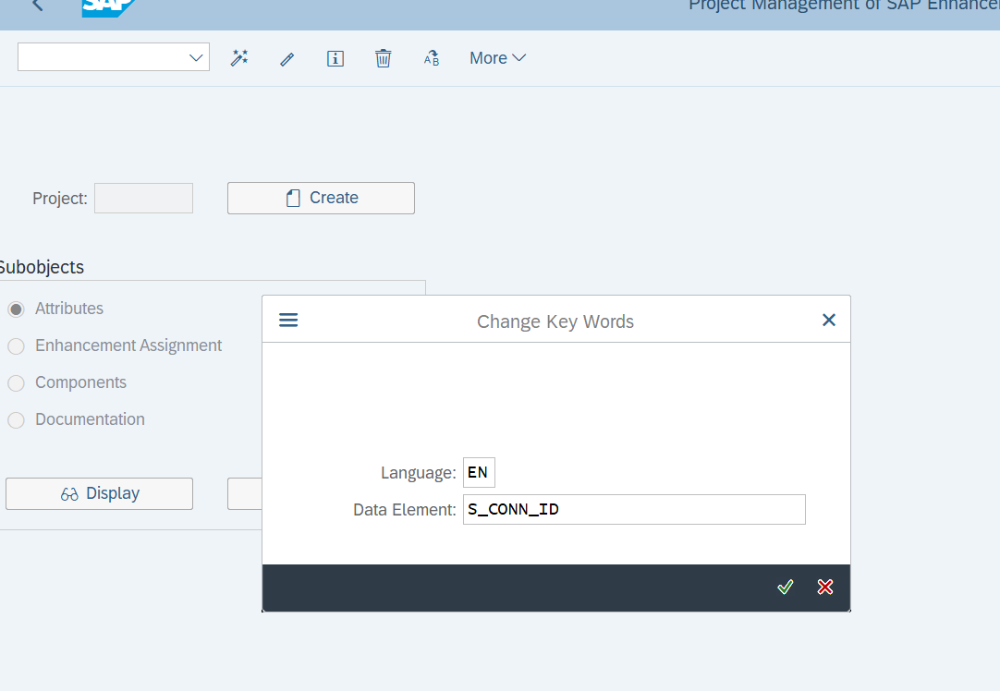 SAP
Project Management of SAP Enhance
More
Project:
Create
Subobjects
Attributes
Enhancement Assignment
Components
Documentation
Display
Change Key Words
Language: EN
Data Element: S_CONN_ID